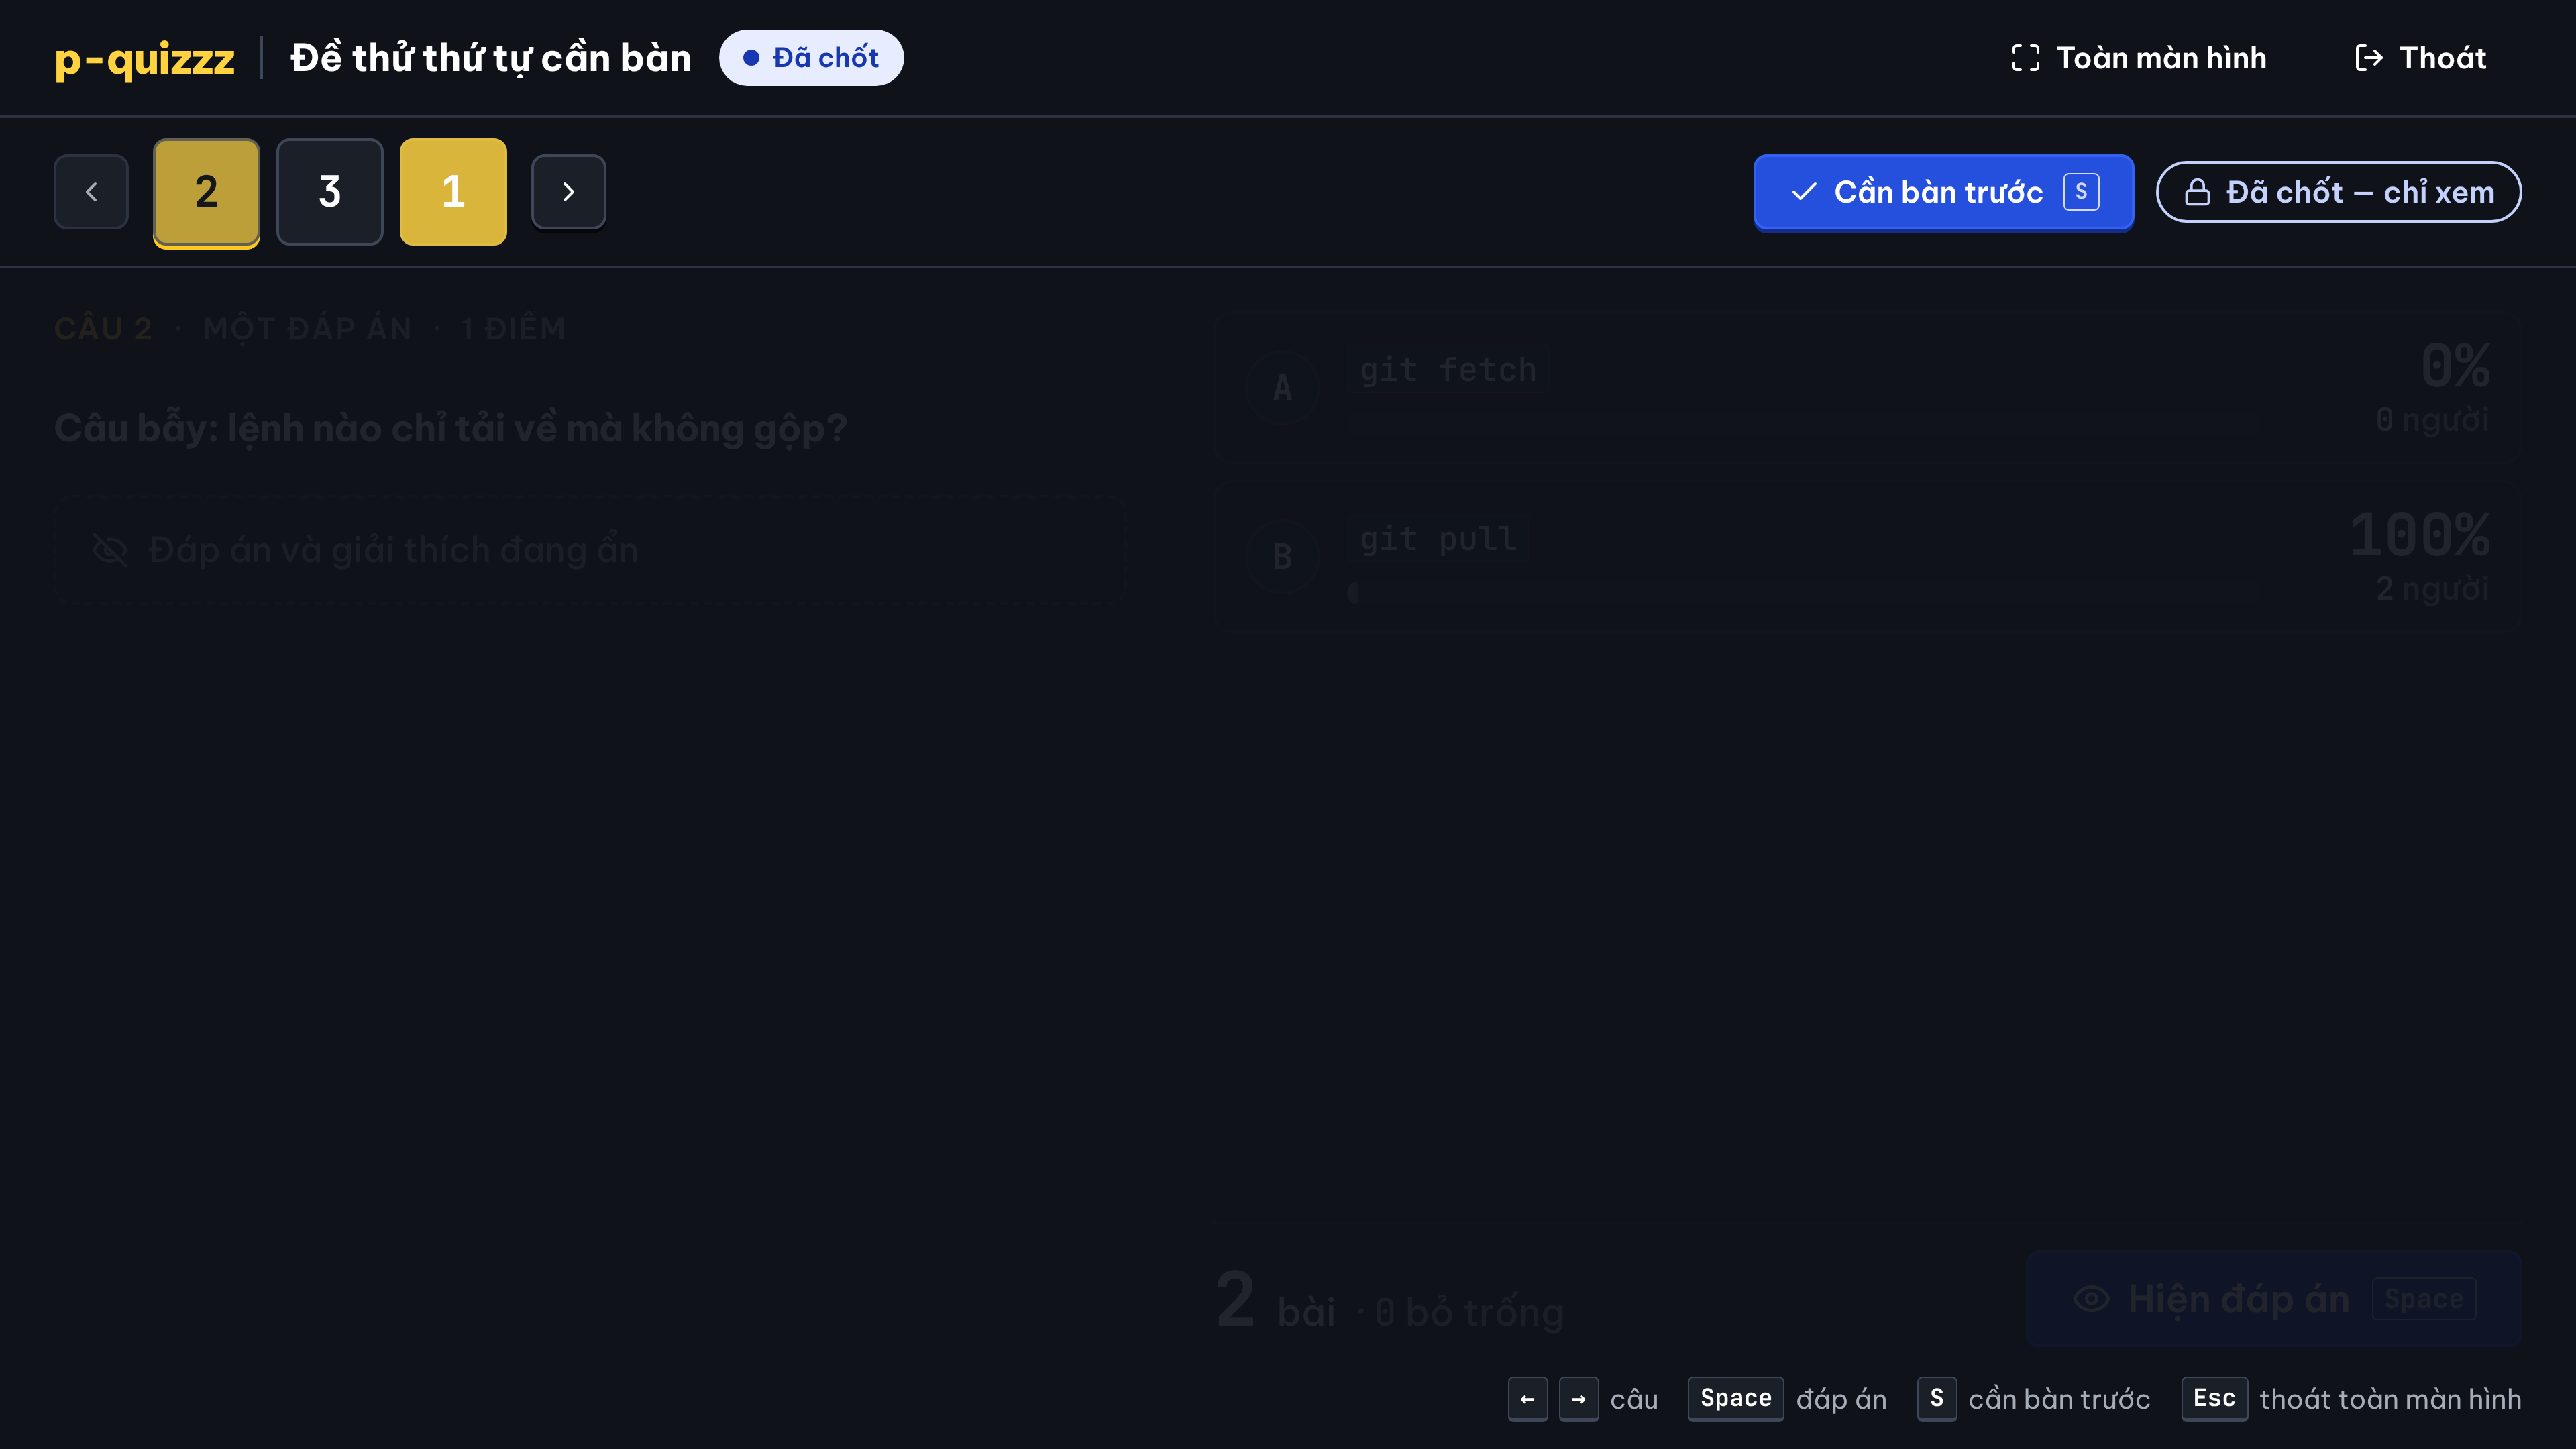 p-quizzz
Đề thử thứ tự cần bàn
Đã chốt
Toàn màn hình
Thoát
2
3
1
Cần bàn trước S
Đã chốt – chỉ xem
CÂU 2 · MỘT ĐÁP ÁN · 1 ĐIỂM
Câu bẫy: lệnh nào chỉ tải về mà không gộp?
Đáp án và giải thích đang ẩn
A git fetch
0%
0 người
B git pull
100%
2 người
2 bài · 0 bỏ trống
Hiện đáp án Space
← → câu Space đáp án S cần bàn trước Esc thoát toàn màn hình